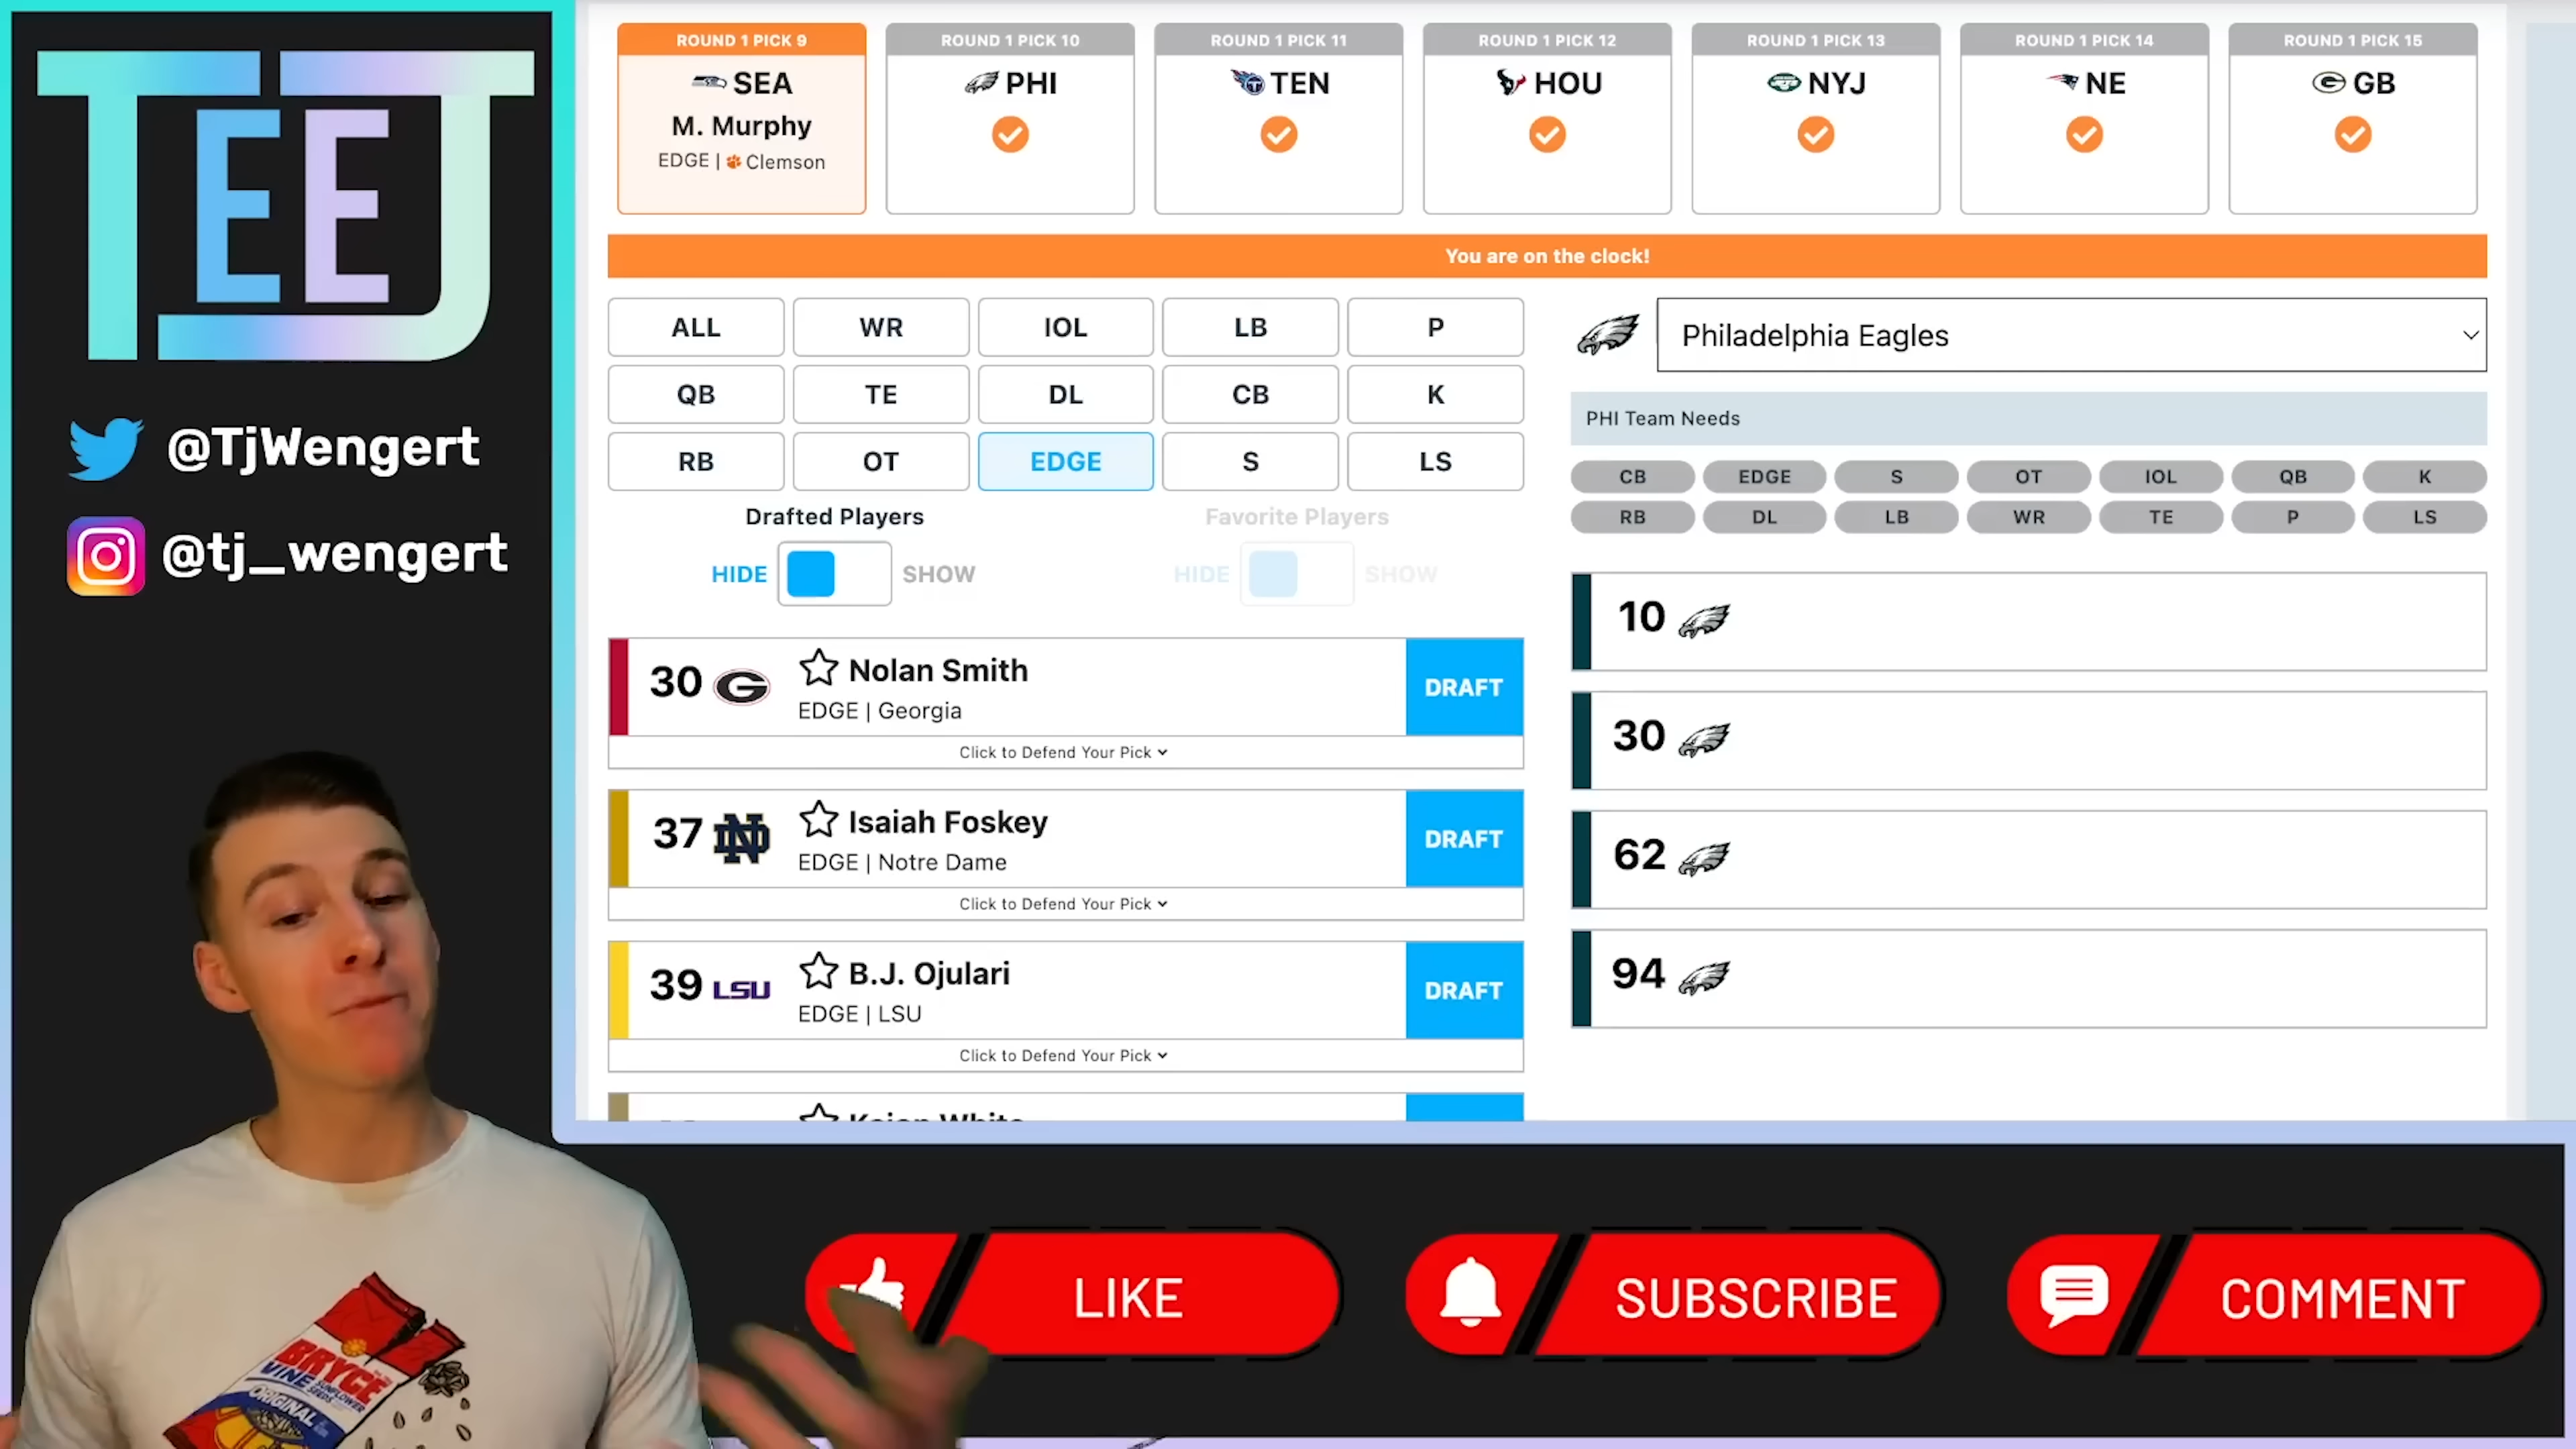 TEEJ
@TjWengert
@tj_wengert
ROUND 1 PICK 9
SEA
M. Murphy
EDGE | Clemson
ROUND 1 PICK 10
PHI
ROUND 1 PICK 11
TEN
ROUND 1 PICK 12
HOU
ROUND 1 PICK 13
NYJ
ROUND 1 PICK 14
NE
ROUND 1 PICK 15
GB
You are on the clock!
ALL WR IOL LB P
QB TE DL CB K
RB OT EDGE S LS
Drafted Players
HIDE SHOW
Favorite Players
HIDE SHOW
30 G Nolan Smith
EDGE | Georgia
DRAFT
Click to Defend Your Pick
37 ND Isaiah Foskey
EDGE | Notre Dame
DRAFT
Click to Defend Your Pick
39 LSU B.J. Ojulari
EDGE | LSU
DRAFT
Click to Defend Your Pick
Philadelphia Eagles
PHI Team Needs
CB EDGE S OT IOL QB K
RB DL LB WR TE P LS
10
30
62
94
LIKE
SUBSCRIBE
COMMENT
BRYCE
VINE
SUNFLOWER
SEEDS
ORIGINAL